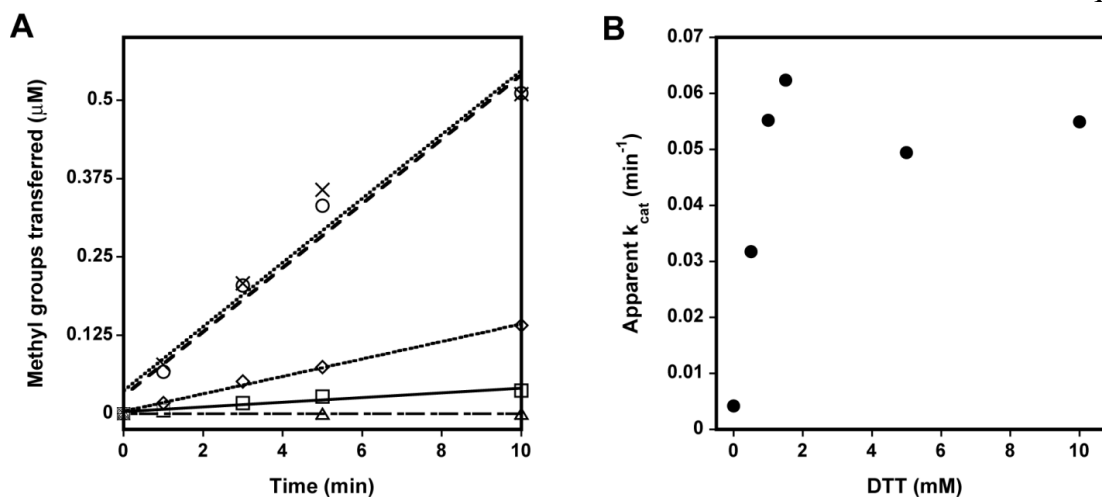 A
Methyl groups transferred (μM)
0.5
0.375
0.25
0.125
0
0 2 4 6 8 10
Time (min)
B
Apparent kcat (min-1)
0.07
0.06
0.05
0.04
0.03
0.02
0.01
0
0 2 4 6 8 10
DTT (mM)